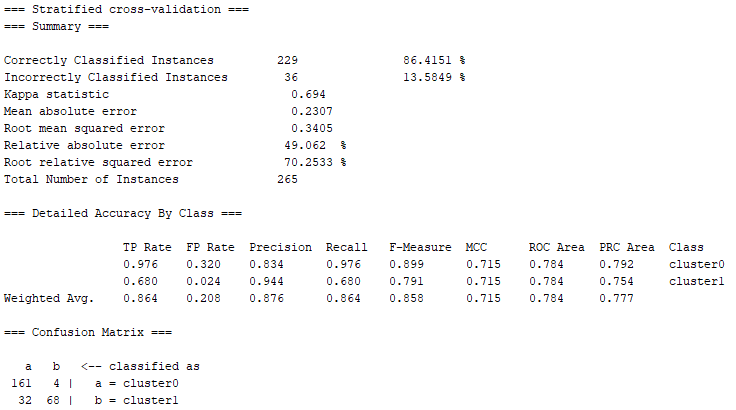 === Stratified cross-validation ===
=== Summary ===
Correctly Classified Instances 229 86.4151 %
Incorrectly Classified Instances 36 13.5849 %
Kappa statistic 0.694
Mean absolute error 0.2307
Root mean squared error 0.3405
Relative absolute error 49.062 %
Root relative squared error 70.2533 %
Total Number of Instances 265
=== Detailed Accuracy By Class ===
TP Rate FP Rate Precision Recall F-Measure MCC ROC Area PRC Area Class
0.976 0.320 0.834 0.976 0.899 0.715 0.784 0.792 cluster0
0.680 0.024 0.944 0.680 0.791 0.715 0.784 0.754 cluster1
Weighted Avg. 0.864 0.208 0.876 0.864 0.858 0.715 0.784 0.777
=== Confusion Matrix ===
a b <-- classified as
161 4 | a = cluster0
32 68 | b = cluster1